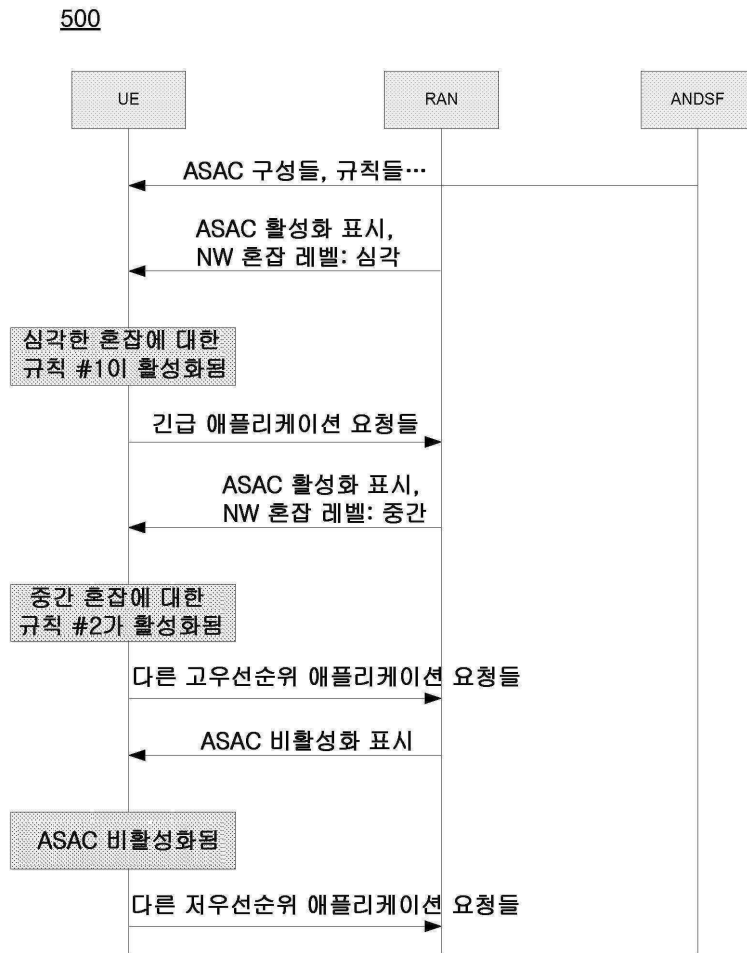 500
UE
RAN
ANDSF
ASAC 구성들, 규칙들…
ASAC 활성화 표시,
NW 혼잡 레벨: 심각
심각한 혼잡에 대한
규칙 #1이 활성화됨
긴급 애플리케이션 요청들
ASAC 활성화 표시,
NW 혼잡 레벨: 중간
중간 혼잡에 대한
규칙 #2가 활성화됨
다른 고우선순위 애플리케이션 요청들
ASAC 비활성화 표시
ASAC 비활성화됨
다른 저우선순위 애플리케이션 요청들